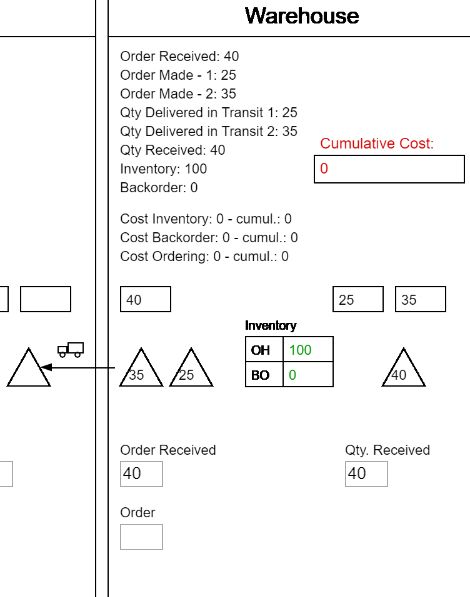 Warehouse
Order Received: 40
Order Made - 1: 25
Order Made - 2: 35
Qty Delivered in Transit 1: 25
Qty Delivered in Transit 2: 35
Qty Received: 40
Inventory: 100
Backorder: 0
Cumulative Cost:
0
Cost Inventory: 0 - cumul.: 0
Cost Backorder: 0 - cumul.: 0
Cost Ordering: 0 - cumul.: 0
40 25 35
Inventory
OH 100
35 25 BO 0 40
Order Received Qty. Received
40 40
Order